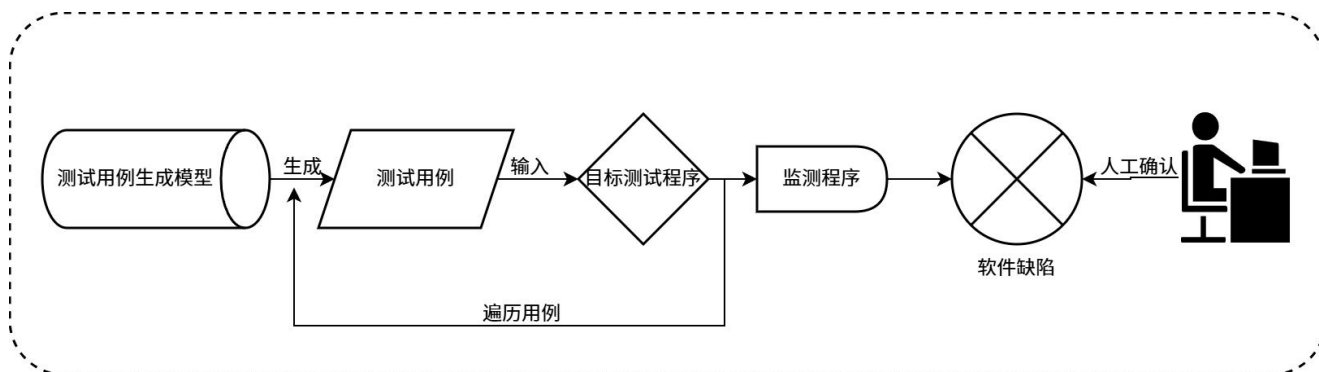 测试用例生成模型
生成
测试用例
输入
目标测试程序
监测程序
人工确认
软件缺陷
遍历用例